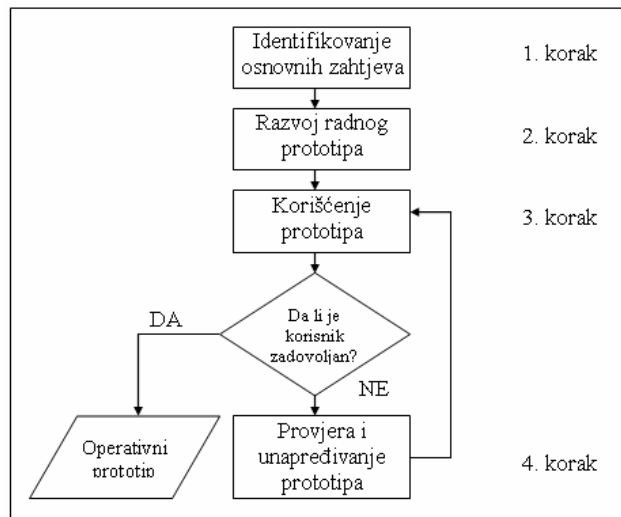 Identifikovanje
osnovnih zahtjeva
1. korak
Razvoj radnog
prototipa
2. korak
Korišćenje
prototipa
3. korak
Da li je
korisnik
zadovoljan?
DA
NE
Operativni
prototip
Provjera i
unapređivanje
prototipa
4. korak